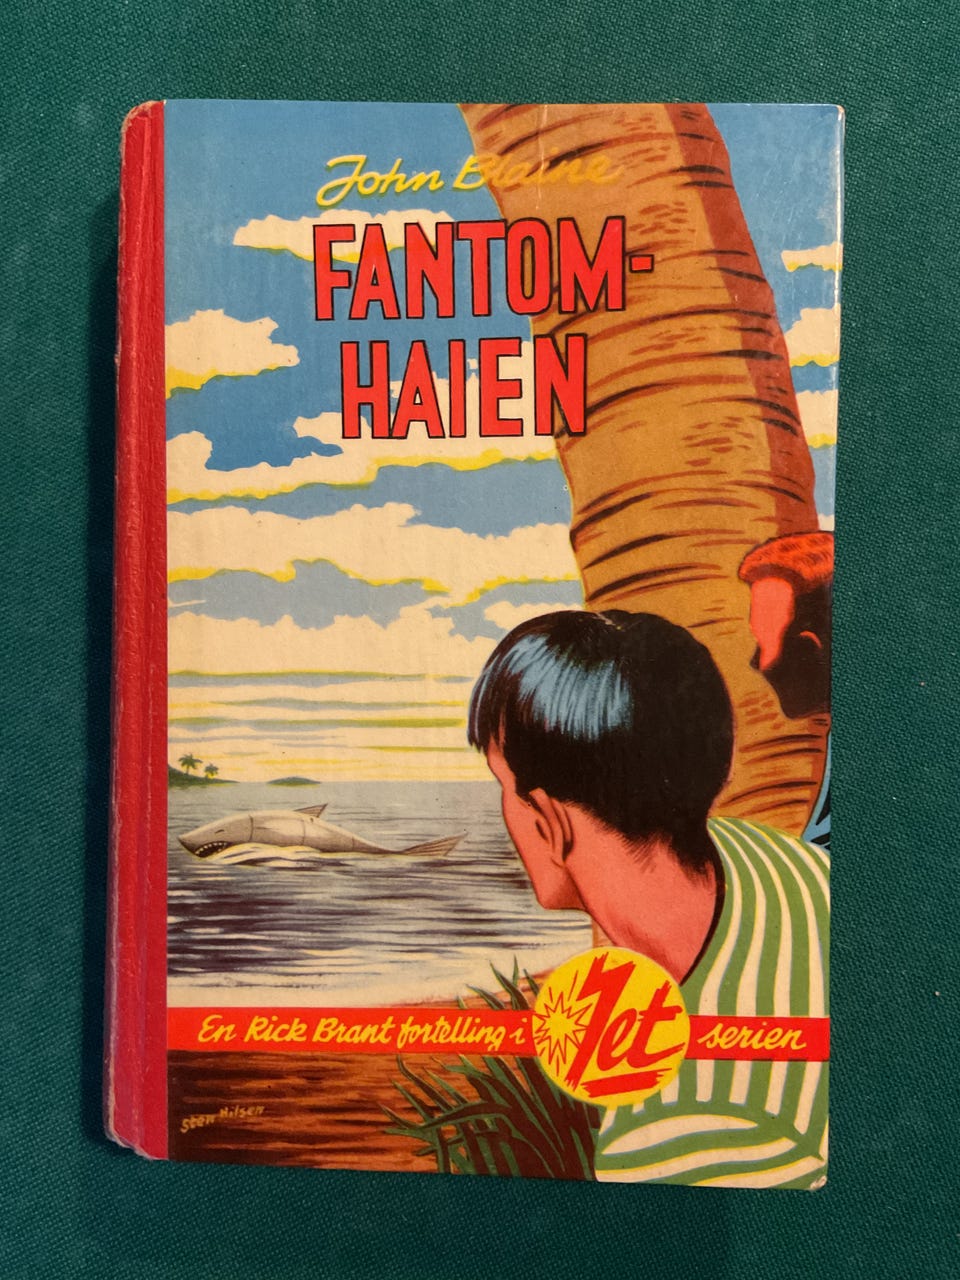 John Blaine
FANTOM-
HAIEN
En Rick Brant fortelling i Jet serien
Sten Nilsen